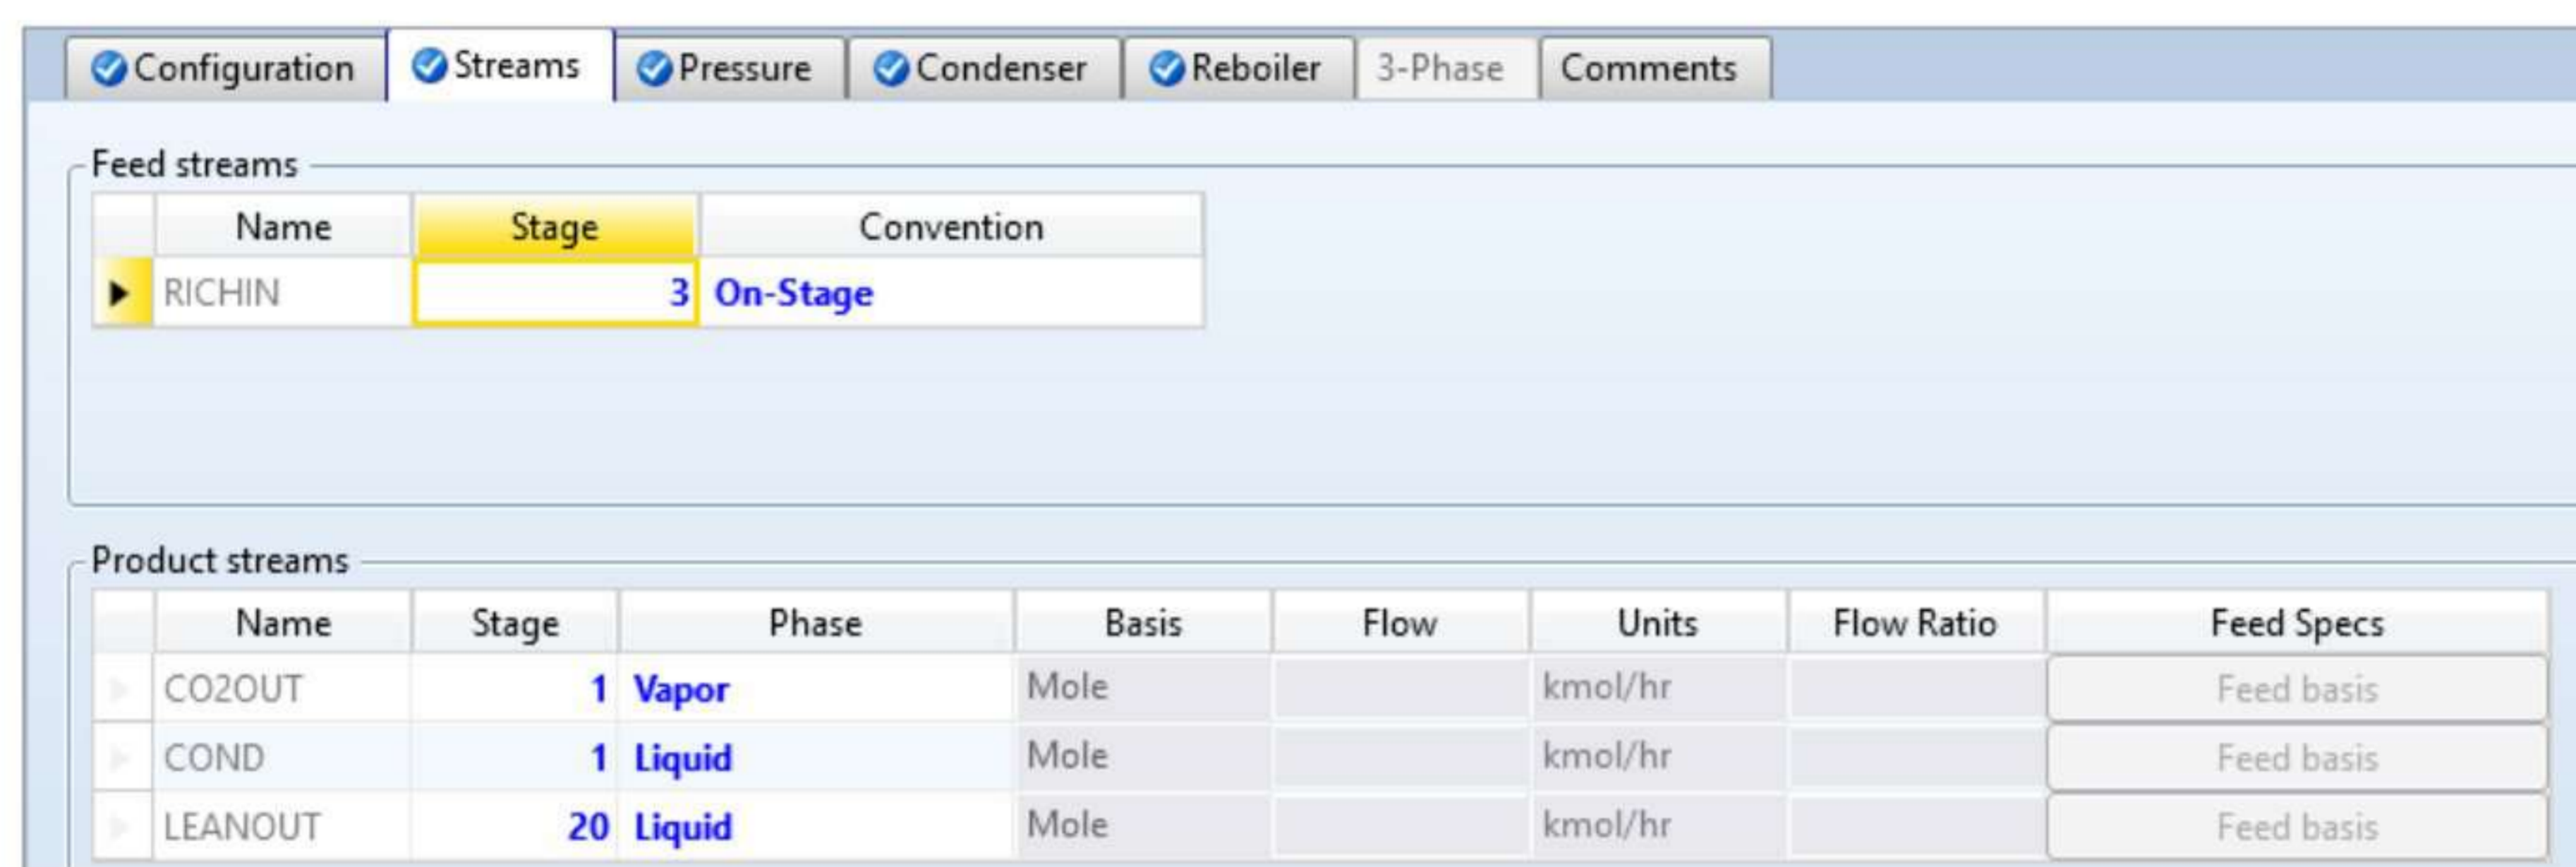 Configuration Streams Pressure Condenser Reboiler 3-Phase Comments
Feed streams
Name Stage Convention
RICHIN 3 On-Stage
Product streams
Name Stage Phase Basis Flow Units Flow Ratio Feed Specs
CO2OUT 1 Vapor Mole kmol/hr Feed basis
COND 1 Liquid Mole kmol/hr Feed basis
LEANOUT 20 Liquid Mole kmol/hr Feed basis